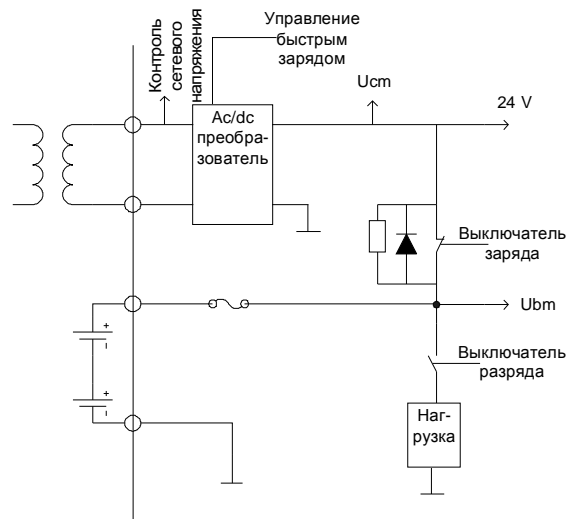 Управление
быстрым
зарядом
Контроль
сетевого
напряжения
Ucm
24 V
Ac/dc
преобра-
зователь
Выключатель
заряда
Ubm
+
Выключатель
разряда
+
Наг-
рузка